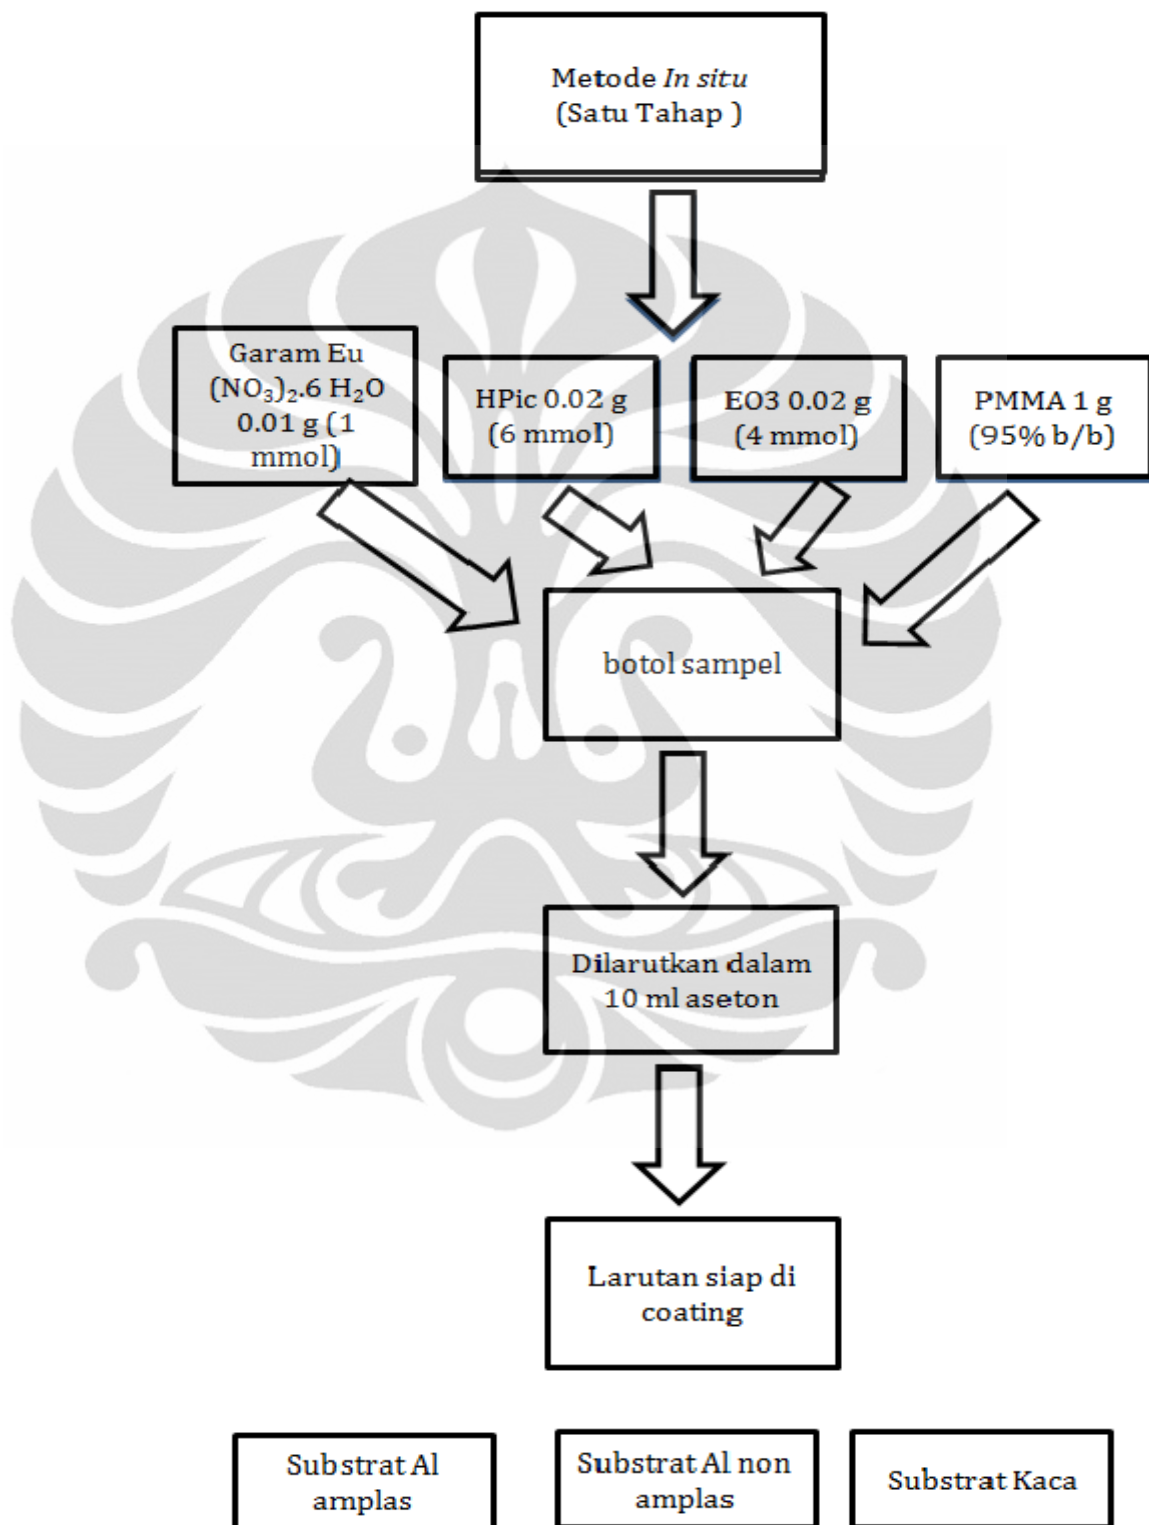 Metode In situ
(Satu Tahap )
Garam Eu
(NO₃)₂.6 H₂O
0.01 g (1
mmol)
HPic 0.02 g
(6 mmol)
EO3 0.02 g
(4 mmol)
PMMA 1 g
(95% b/b)
botol sampel
Dilarutkan dalam
10 ml aseton
Larutan siap di
coating
Substrat Al
amplas
Substrat Al non
amplas
Substrat Kaca